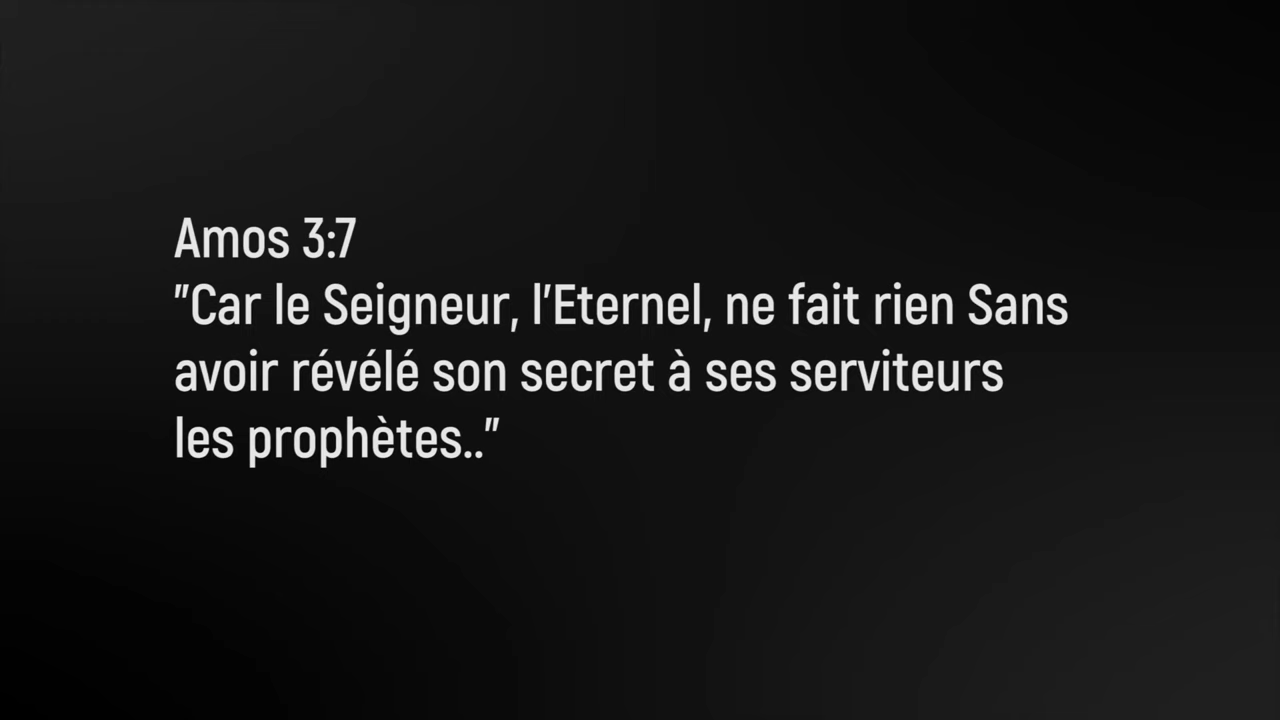 Amos 3:7
"Car le Seigneur, l'Eternel, ne fait rien Sans
avoir révélé son secret à ses serviteurs
les prophètes.."